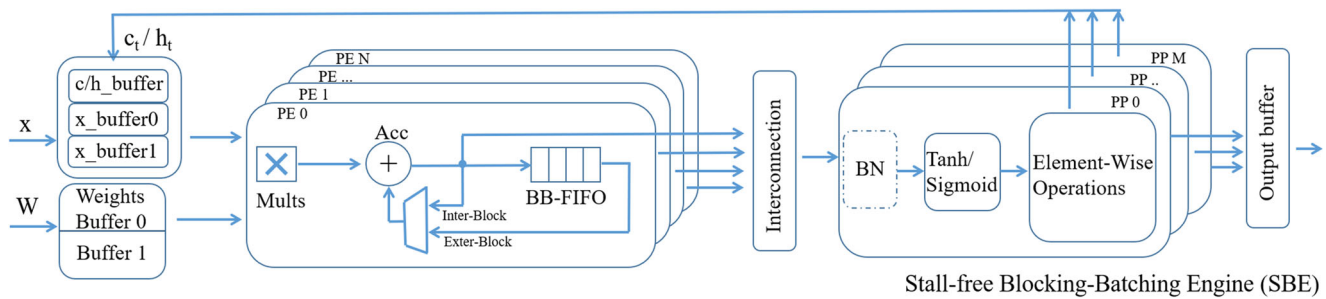 c_t / h_t
x
c/h_buffer
x_buffer0
x_buffer1
W
Weights
Buffer 0
Buffer 1
PE N
PE ...
PE 1
PE 0
Mults
Acc
+
BB-FIFO
Inter-Block
Exter-Block
Interconnection
PP M
PP ..
PP 0
BN
Tanh/
Sigmoid
Element-Wise
Operations
Output buffer
Stall-free Blocking-Batching Engine (SBE)